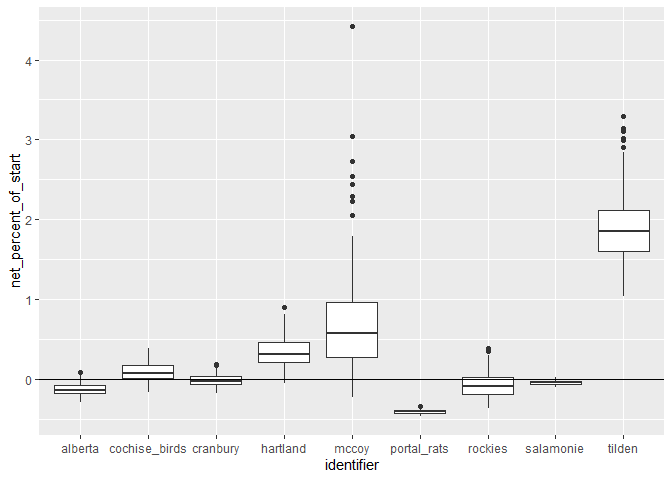 net_percent_of_start
4
3
2
1
0
alberta cochise_birds cranbury hartland mccoy portal_rats rockies salamonie tilden
identifier